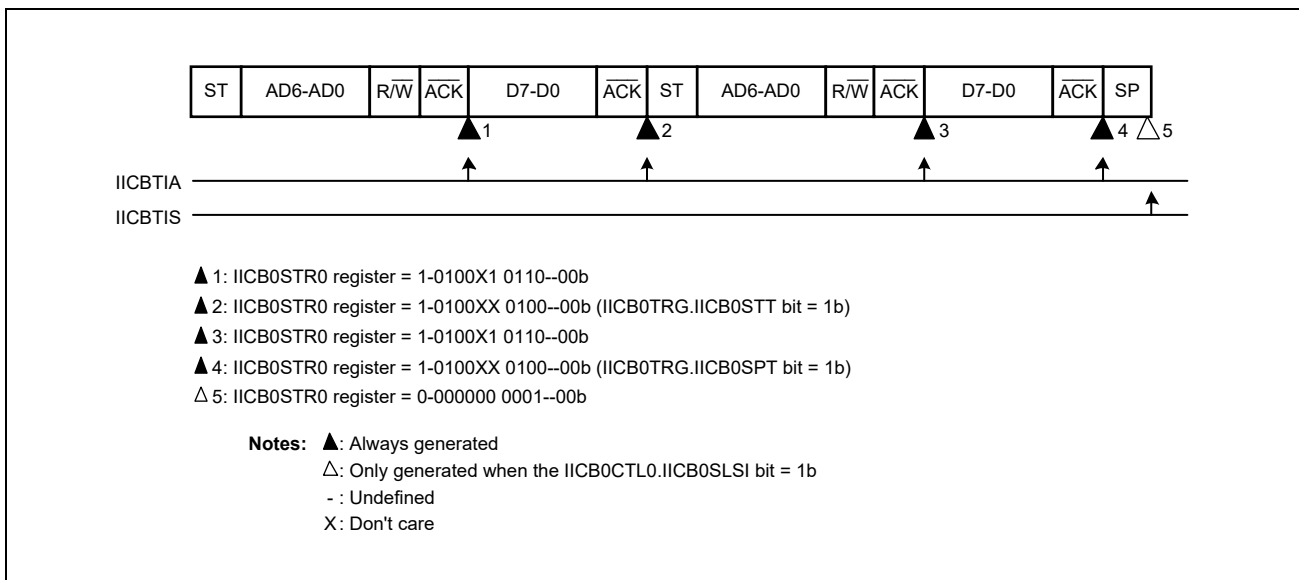 ST AD6-AD0 R/W ACK D7-D0 ACK ST AD6-AD0 R/W ACK D7-D0 ACK SP
▲1 ▲2 ▲3 ▲4 △5
IICBTIA
IICBTIS
▲1: IICB0STR0 register = 1-0100X1 0110--00b
▲2: IICB0STR0 register = 1-0100XX 0100--00b (IICB0TRG.IICB0STT bit = 1b)
▲3: IICB0STR0 register = 1-0100X1 0110--00b
▲4: IICB0STR0 register = 1-0100XX 0100--00b (IICB0TRG.IICB0SPT bit = 1b)
△5: IICB0STR0 register = 0-000000 0001--00b
Notes: ▲: Always generated
△: Only generated when the IICB0CTL0.IICB0SLSI bit = 1b
- : Undefined
X: Don't care